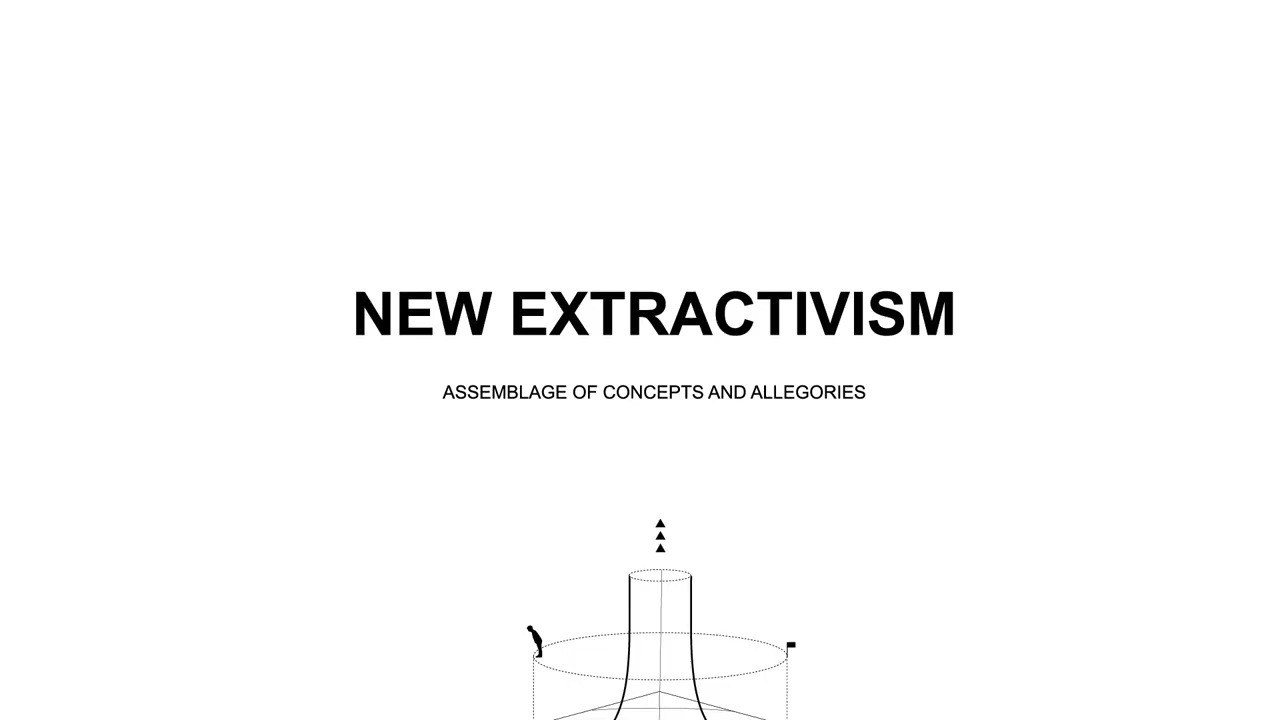 NEW EXTRACTIVISM
ASSEMBLAGE OF CONCEPTS AND ALLEGORIES